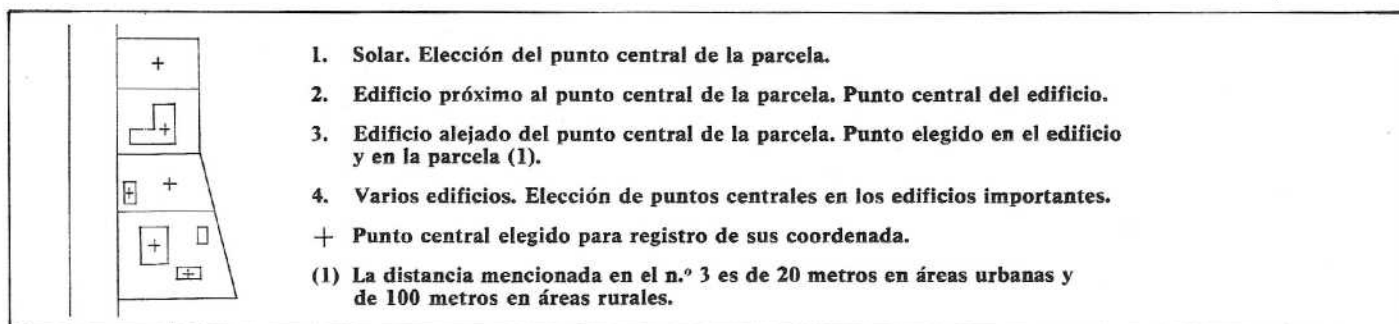 1. Solar. Elección del punto central de la parcela.
2. Edificio próximo al punto central de la parcela. Punto central del edificio.
3. Edificio alejado del punto central de la parcela. Punto elegido en el edificio
y en la parcela (1).
4. Varios edificios. Elección de puntos centrales en los edificios importantes.
+ Punto central elegido para registro de sus coordenada.
(1) La distancia mencionada en el n.º 3 es de 20 metros en áreas urbanas y
de 100 metros en áreas rurales.